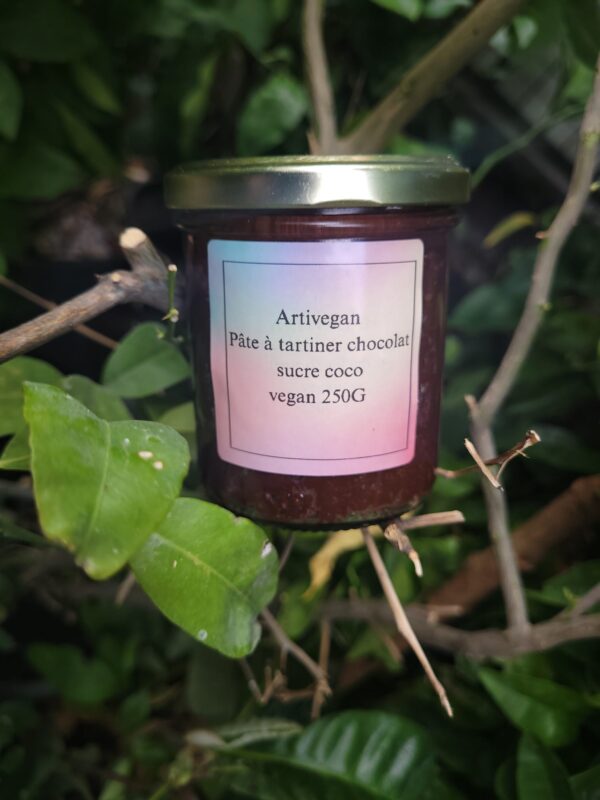 Artivegan
Pâte à tartiner chocolat
sucre coco
vegan 250G